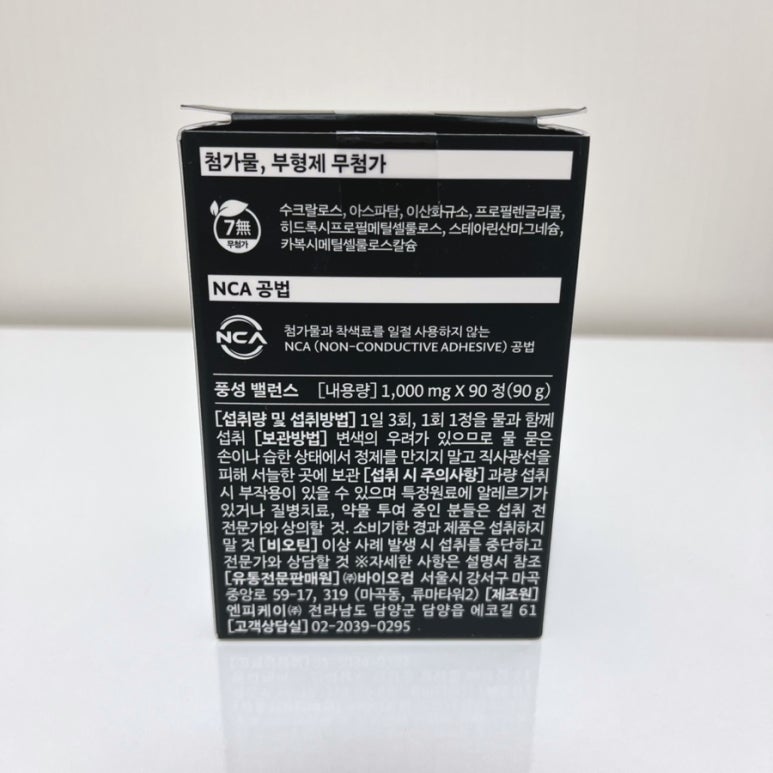 첨가물, 부형제 무첨가
7無
무첨가
수크랄로스, 아스파탐, 이산화규소, 프로필렌글리콜,
히드록시프로필메틸셀룰로스, 스테아린산마그네슘,
카복시메틸셀룰로스칼슘
NCA 공법
NCA
첨가물과 착색료를 일절 사용하지 않는
NCA (NON-CONDUCTIVE ADHESIVE) 공법
풍성 밸런스 [내용량] 1,000 mg X 90 정(90 g)
[섭취량 및 섭취방법] 1일 3회, 1회 1정을 물과 함께
섭취 [보관방법] 변색의 우려가 있으므로 물 묻은
손이나 습한 상태에서 정제를 만지지 말고 직사광선을
피해 서늘한 곳에 보관 [섭취 시 주의사항] 과량 섭취
시 부작용이 있을 수 있으며 특정원료에 알레르기가
있거나 질병치료, 약물 투여 중인 분들은 섭취 전
전문가와 상의할 것. 소비기한 경과 제품은 섭취하지
말 것 [비오틴] 이상 사례 발생 시 섭취를 중단하고
전문가와 상담할 것 ※자세한 사항은 설명서 참조
[유통전문판매원] ㈜바이오컴 서울시 강서구 마곡
중앙로 59-17, 319 (마곡동, 류마타워2) [제조원]
엔피케이㈜ 전라남도 담양군 담양읍 에코길 61
[고객상담실] 02-2039-0295